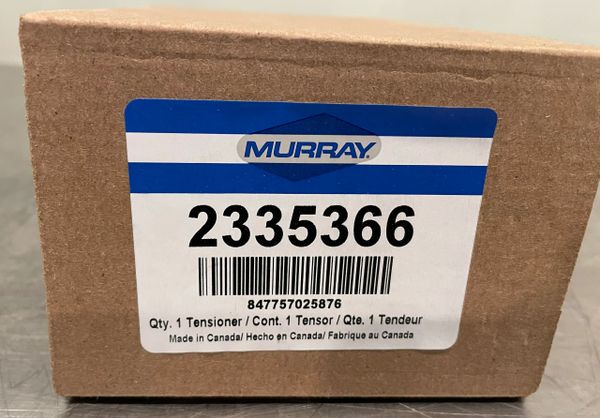 MURRAY.
2335366
847757025876
Qty. 1 Tensioner / Cont. 1 Tensor / Qte. 1 Tendeur
Made in Canada/ Hecho en Canada/ Fabrique au Canada